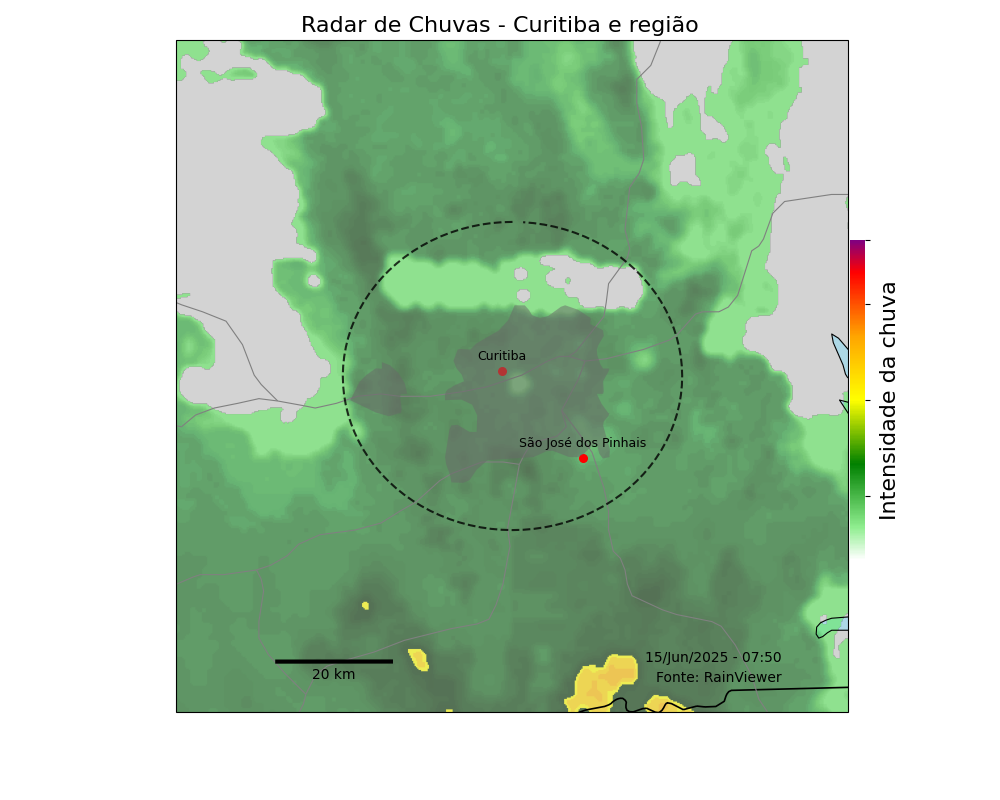 Radar de Chuvas - Curitiba e região
Curitiba
São José dos Pinhais
Intensidade da chuva
15/Jun/2025 - 07:50
20 km
Fonte: RainViewer